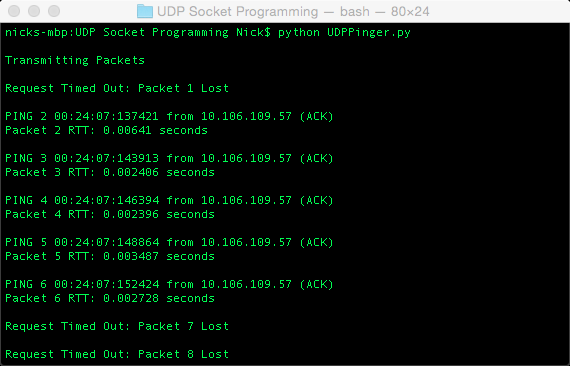 UDP Socket Programming — bash — 80×24
nicks-mbp:UDP Socket Programming Nick$ python UDPPinger.py
Transmitting Packets
Request Timed Out: Packet 1 Lost
PING 2 00:24:07:137421 from 10.106.109.57 (ACK)
Packet 2 RTT: 0.00641 seconds
PING 3 00:24:07:143913 from 10.106.109.57 (ACK)
Packet 3 RTT: 0.002406 seconds
PING 4 00:24:07:146394 from 10.106.109.57 (ACK)
Packet 4 RTT: 0.002396 seconds
PING 5 00:24:07:148864 from 10.106.109.57 (ACK)
Packet 5 RTT: 0.003487 seconds
PING 6 00:24:07:152424 from 10.106.109.57 (ACK)
Packet 6 RTT: 0.002728 seconds
Request Timed Out: Packet 7 Lost
Request Timed Out: Packet 8 Lost